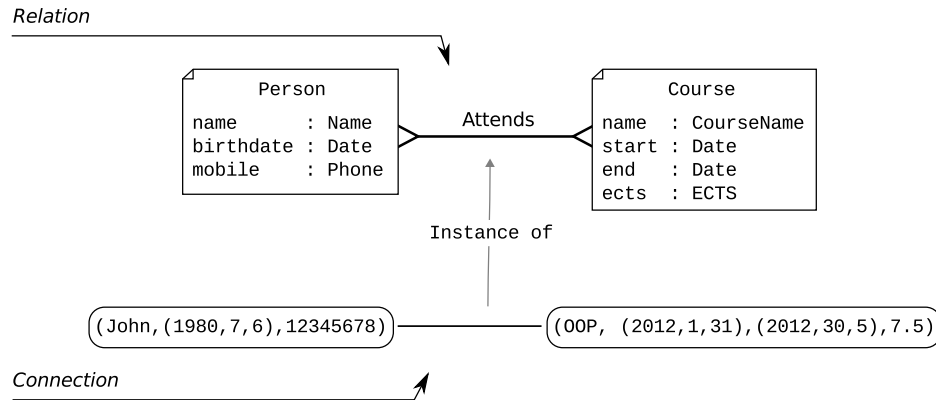 Relation
Person
name      : Name
birthdate : Date
mobile    : Phone
Attends
Course
name  : CourseName
start : Date
end   : Date
ects  : ECTS
Instance of
(John,(1980,7,6),12345678)
(OOP, (2012,1,31),(2012,30,5),7.5)
Connection